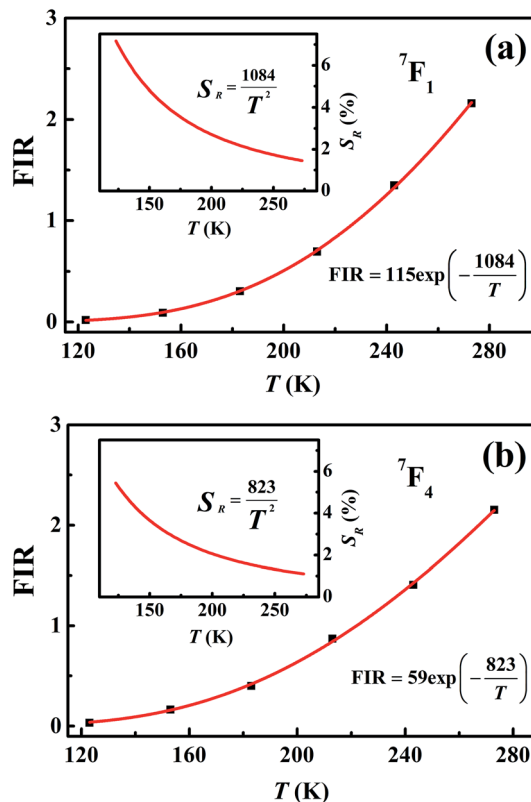 (a)
⁷F₁
S_R = 1084/T²
S_R (%)
6
4
2
0
150 200 250
T (K)
FIR
3
2
1
0
FIR = 115exp(−1084/T)
120 160 200 240 280
T (K)
(b)
⁷F₄
S_R = 823/T²
S_R (%)
6
4
2
0
150 200 250
T (K)
FIR
3
2
1
0
FIR = 59exp(−823/T)
120 160 200 240 280
T (K)